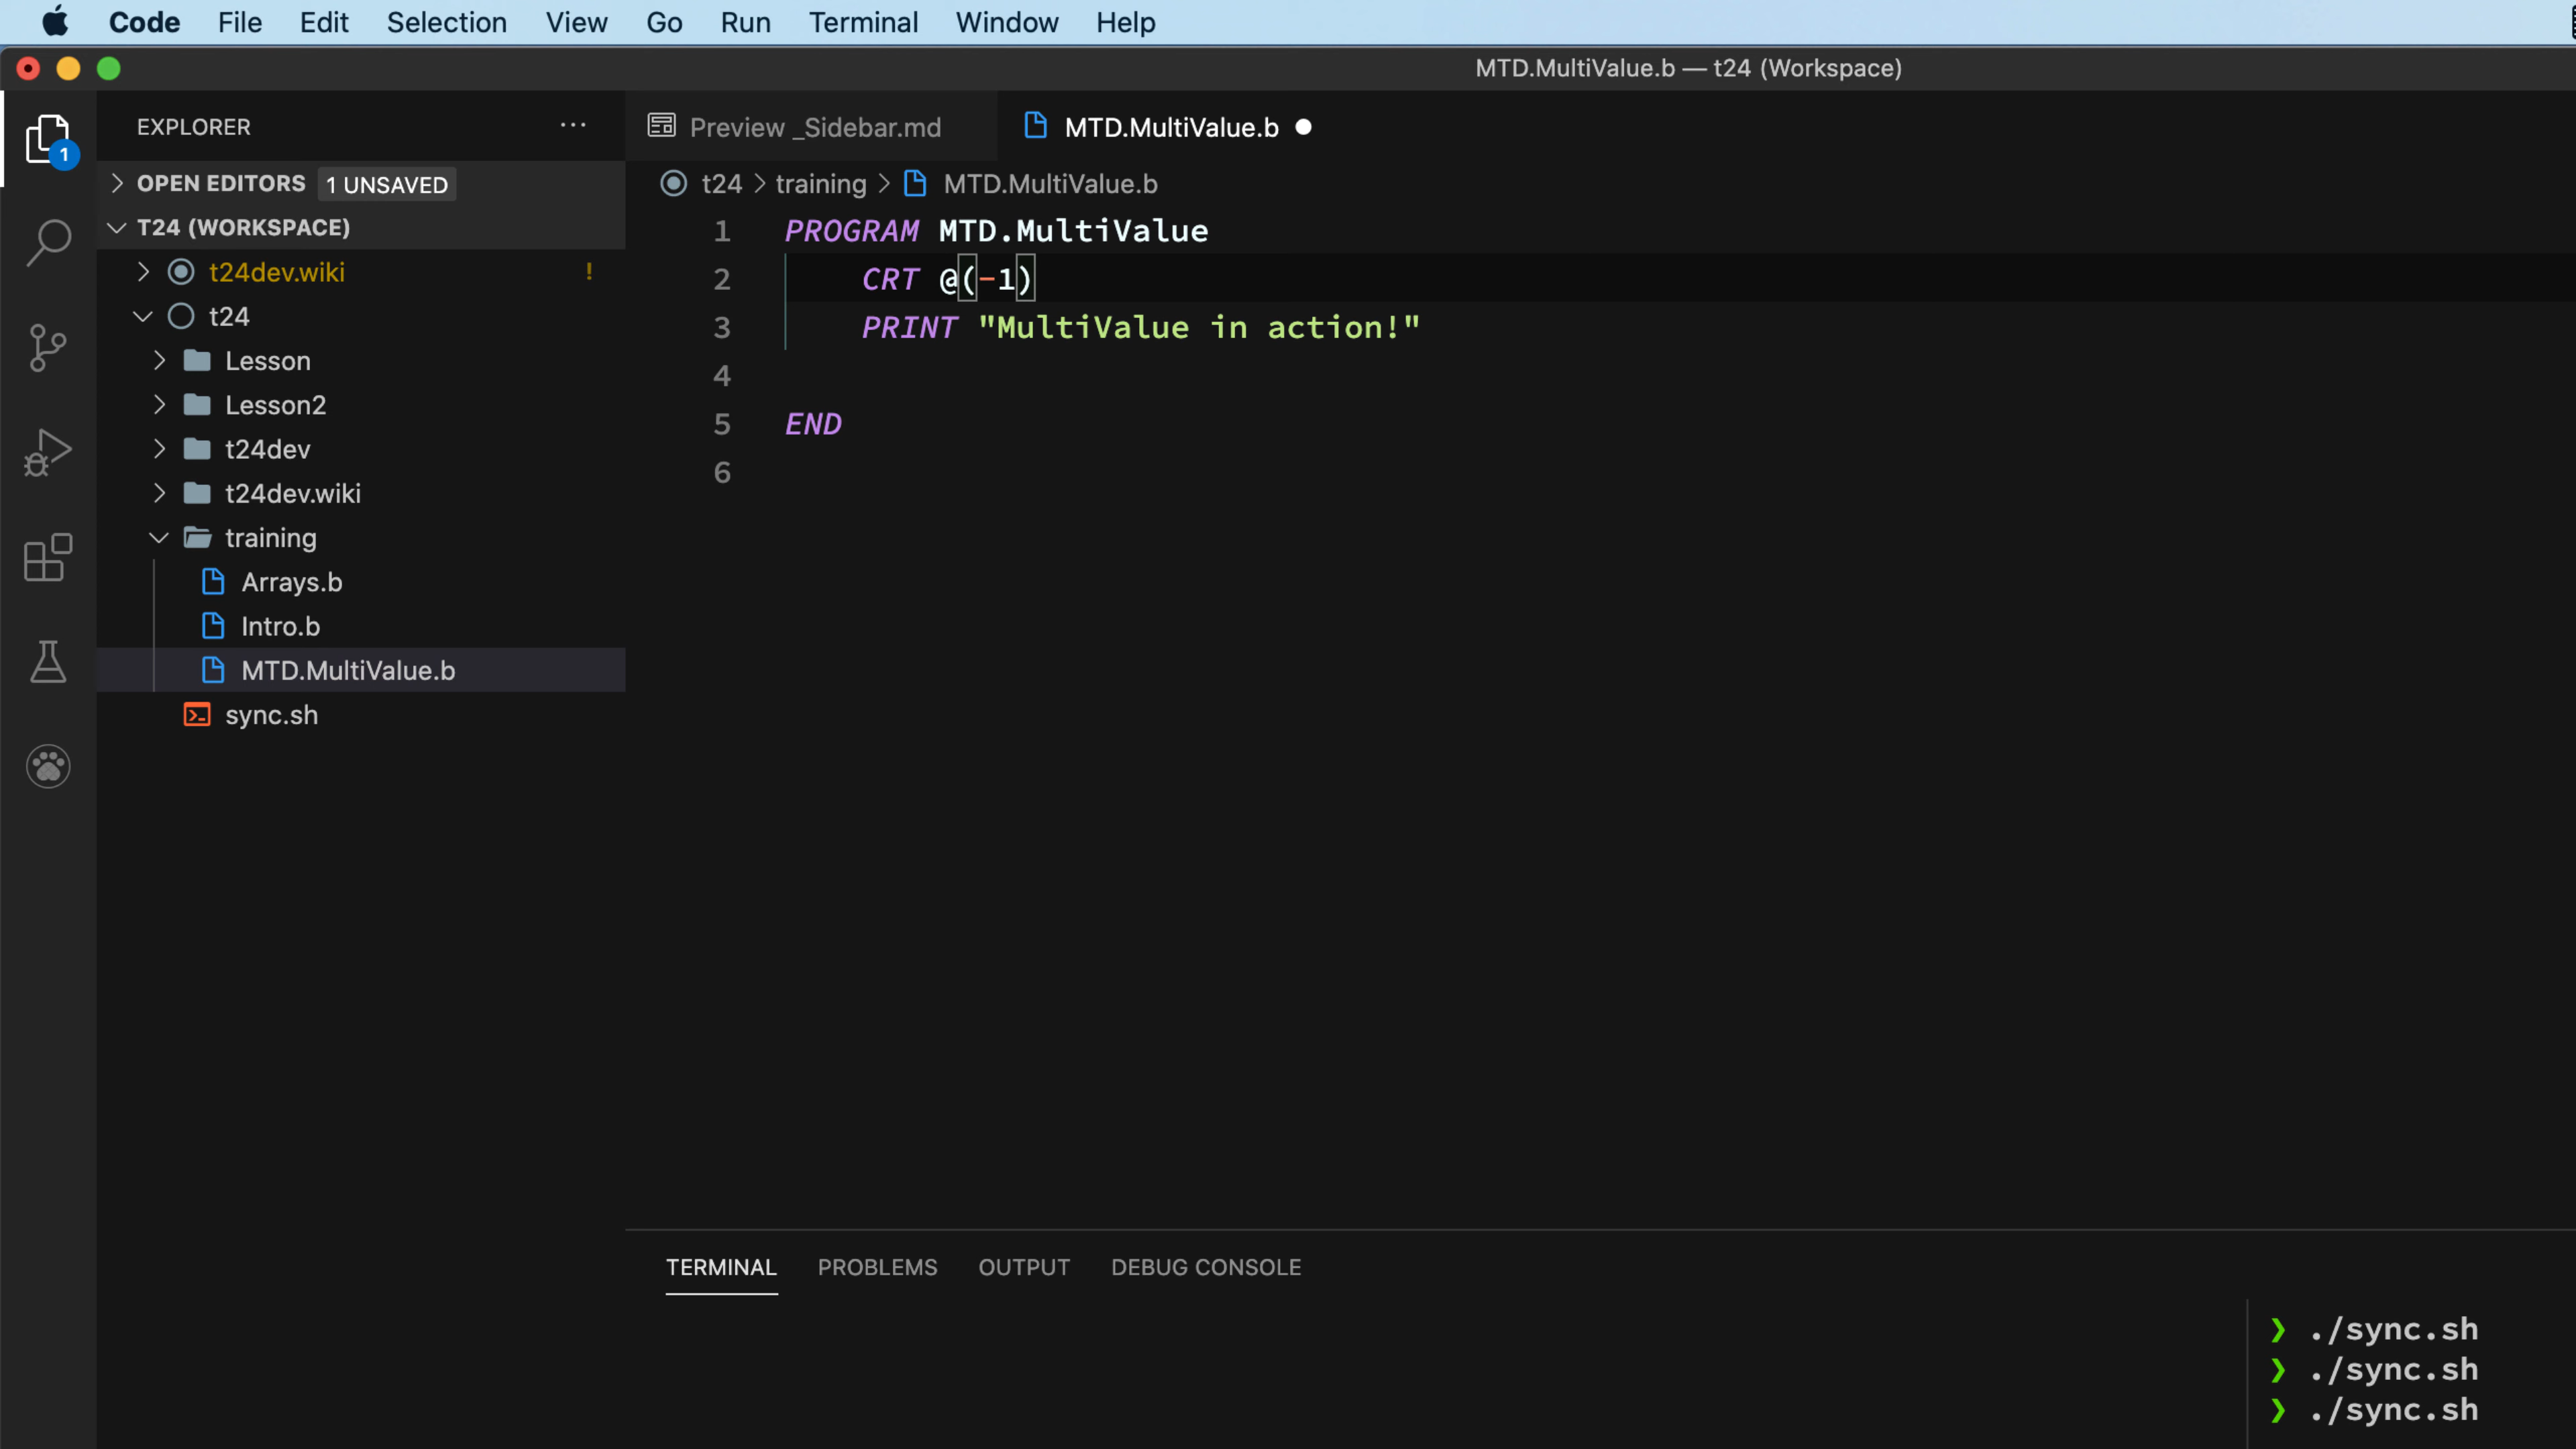 Code File Edit Selection View Go Run Terminal Window Help
MTD.MultiValue.b — t24 (Workspace)
EXPLORER ...
1
OPEN EDITORS 1 UNSAVED
T24 (WORKSPACE)
t24dev.wiki !
t24
Lesson
Lesson2
t24dev
t24dev.wiki
training
Arrays.b
Intro.b
MTD.MultiValue.b
sync.sh
Preview _Sidebar.md MTD.MultiValue.b
t24 > training > MTD.MultiValue.b
1 PROGRAM MTD.MultiValue
2 CRT @(-1)
3 PRINT "MultiValue in action!"
4
5 END
6
TERMINAL PROBLEMS OUTPUT DEBUG CONSOLE
❯ ./sync.sh
❯ ./sync.sh
❯ ./sync.sh